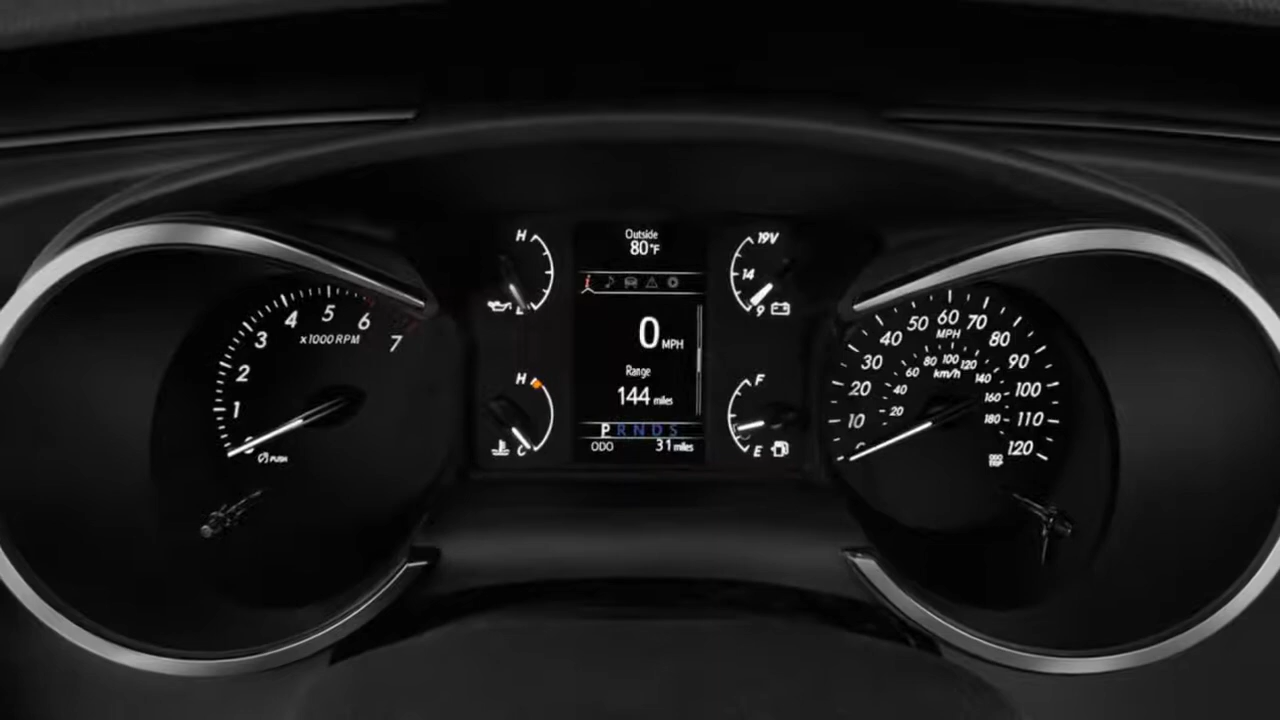 1
2
3
4
5
6
7
x1000 RPM
PUSH
H
L
H
C
Outside
80°F
0 MPH
Range
144 miles
P R N D S
ODO 31 miles
19V
14
9
F
E
0
10
20
30
40
50
60
70
80
90
100
110
120
MPH
20
40
60
80
100
120
140
160
180
km/h
ODO
TRIP